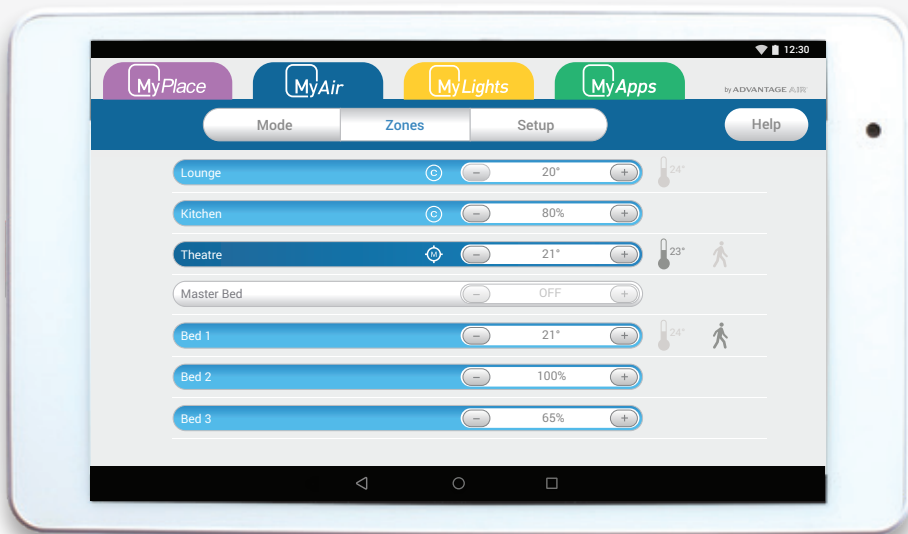 12:30
MyPlace MyAir MyLights MyApps by ADVANTAGE AIR
Mode Zones Setup Help
Lounge C − 20° + 24°
Kitchen C − 80% +
Theatre M − 21° + 23°
Master Bed − OFF +
Bed 1 − 21° + 24°
Bed 2 − 100% +
Bed 3 − 65% +